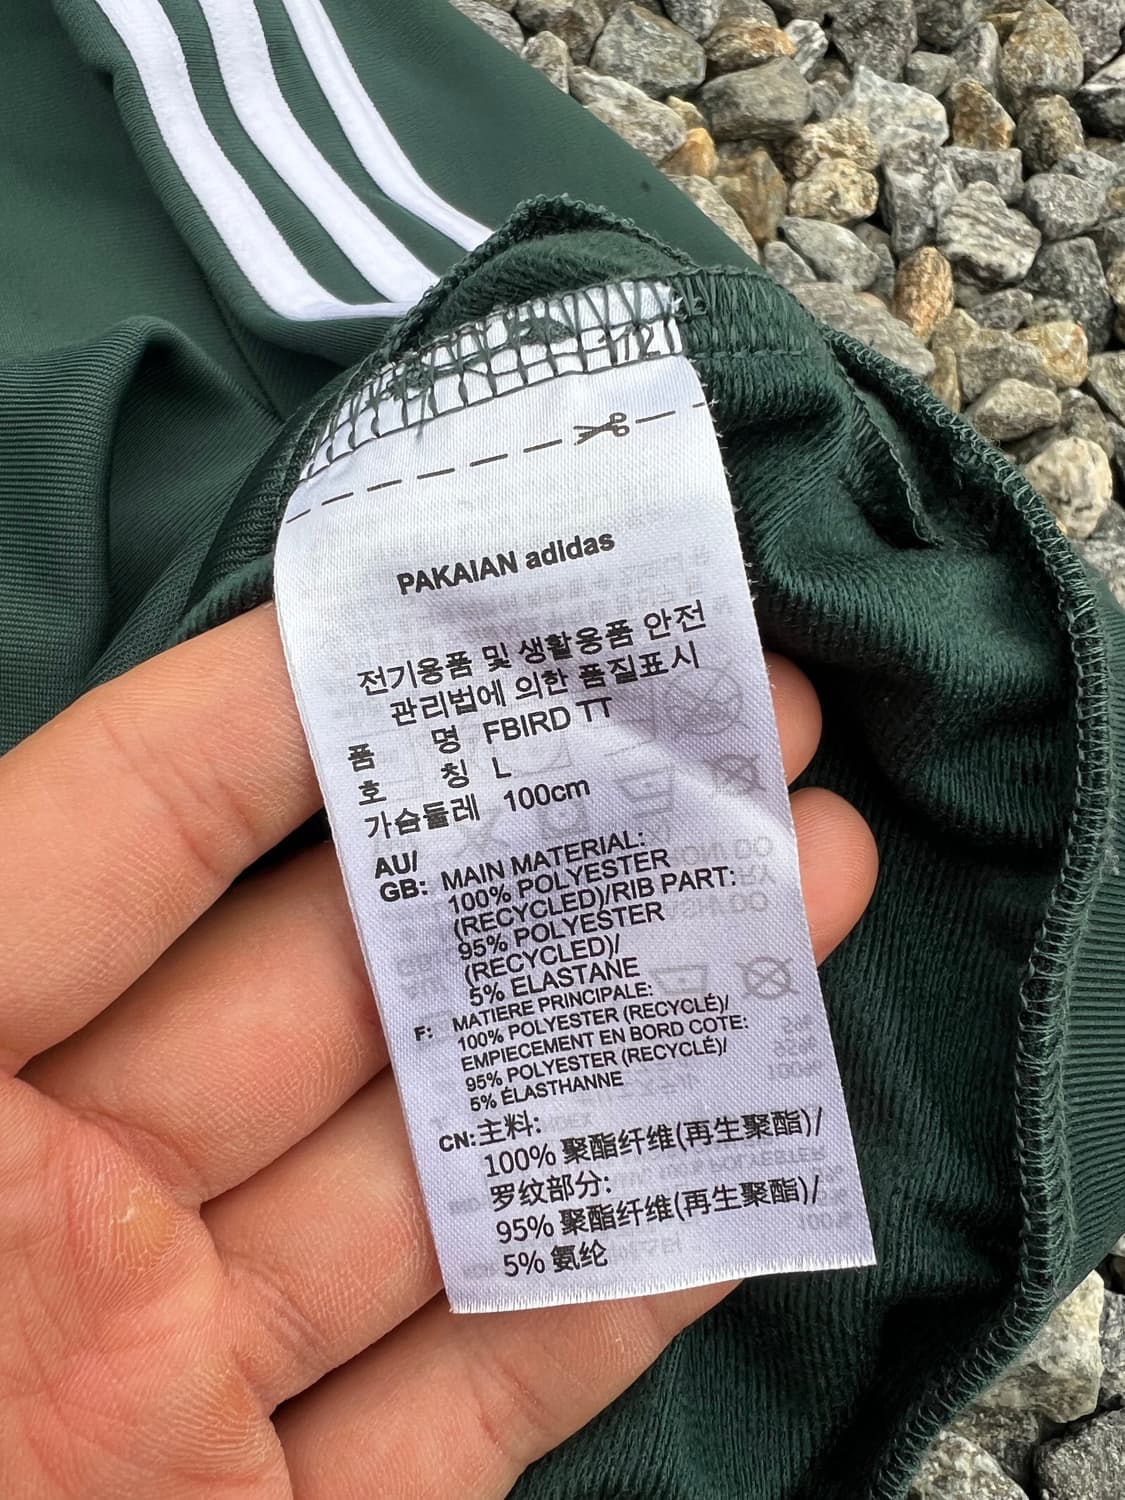 PAKAIAN adidas
전기용품 및 생활용품 안전
관리법에 의한 품질표시
품 명 FBIRD TT
호 칭 L
가슴둘레 100cm
AU/
GB: MAIN MATERIAL:
100% POLYESTER
(RECYCLED)/RIB PART:
95% POLYESTER
(RECYCLED)/
5% ELASTANE
F: MATIERE PRINCIPALE:
100% POLYESTER (RECYCLÉ)/
EMPIECEMENT EN BORD COTE:
95% POLYESTER (RECYCLÉ)/
5% ÉLASTHANNE
CN: 主料:
100% 聚酯纤维(再生聚酯)/
罗纹部分:
95% 聚酯纤维(再生聚酯)/
5% 氨纶